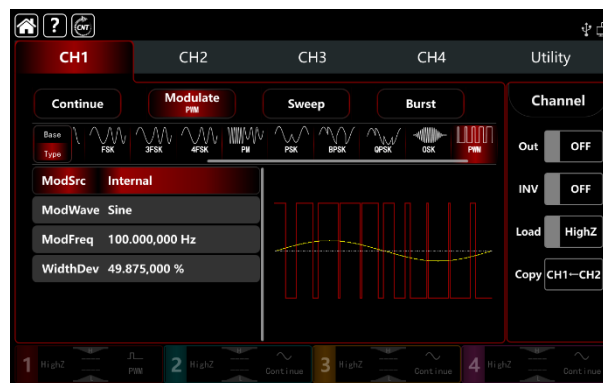 ? CNT
CH1 CH2 CH3 CH4 Utility
Continue Modulate Sweep Burst Channel
PWM
Base
Type FSK 3FSK 4FSK PM PSK BPSK QPSK OSK PWM
Out OFF
ModSrc Internal
INV OFF
ModWave Sine
Load HighZ
ModFreq 100.000,000 Hz
WidthDev 49.875,000 %
Copy CH1←CH2
1 HighZ PWM 2 HighZ Continue 3 HighZ Continue 4 HighZ Continue